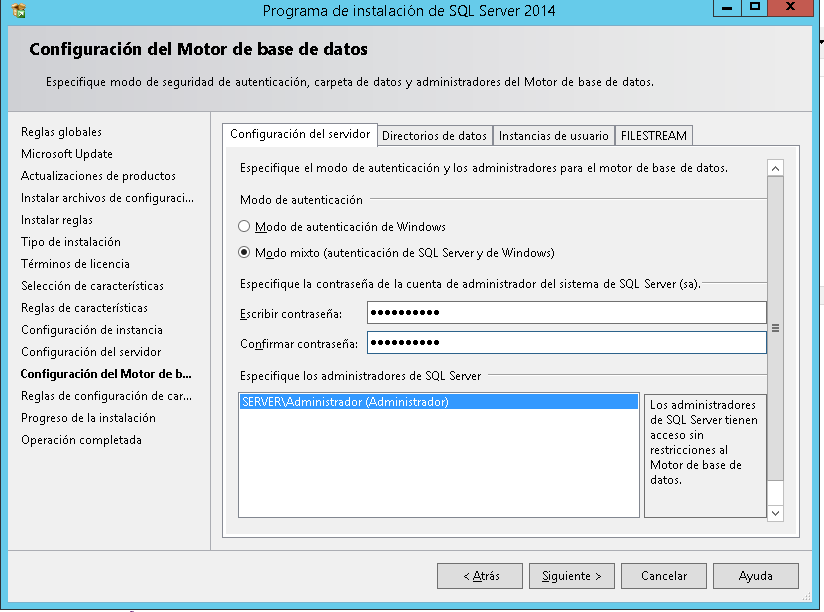 Programa de instalación de SQL Server 2014
Configuración del Motor de base de datos
Especifique modo de seguridad de autenticación, carpeta de datos y administradores del Motor de base de datos.
Reglas globales
Microsoft Update
Actualizaciones de productos
Instalar archivos de configuraci...
Instalar reglas
Tipo de instalación
Términos de licencia
Selección de características
Reglas de características
Configuración de instancia
Configuración del servidor
Configuración del Motor de b...
Reglas de configuración de car...
Progreso de la instalación
Operación completada
Configuración del servidor
Directorios de datos
Instancias de usuario
FILESTREAM
Especifique el modo de autenticación y los administradores para el motor de base de datos.
Modo de autenticación
Modo de autenticación de Windows
Modo mixto (autenticación de SQL Server y de Windows)
Especifique la contraseña de la cuenta de administrador del sistema de SQL Server (sa).
Escribir contraseña: ●●●●●●●●●●
Confirmar contraseña: ●●●●●●●●●●
Especifique los administradores de SQL Server
SERVER\Administrador (Administrador)
Los administradores
de SQL Server tienen
acceso sin
restricciones al
Motor de base de
datos.
< Atrás
Siguiente >
Cancelar
Ayuda